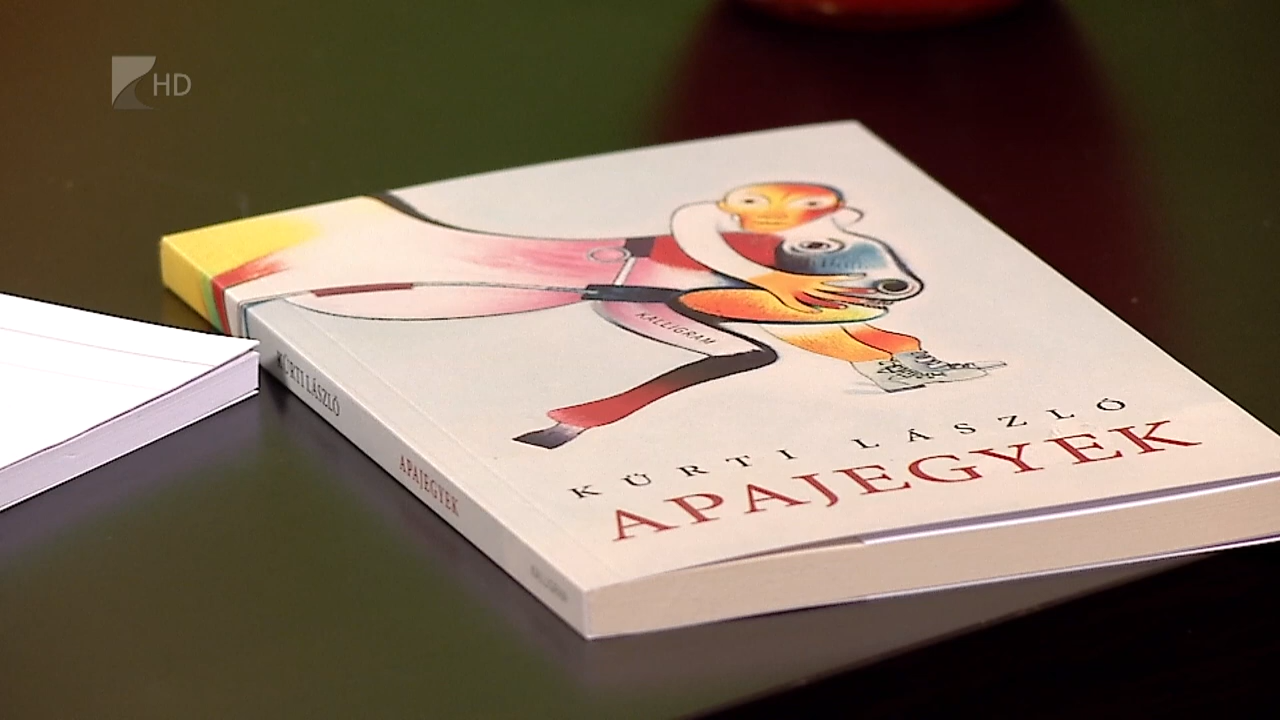 HD
KALLIGRAM
KÜRTI LÁSZLÓ
APAJEGYEK
KÜRTI LÁSZLÓ
APAJEGYEK